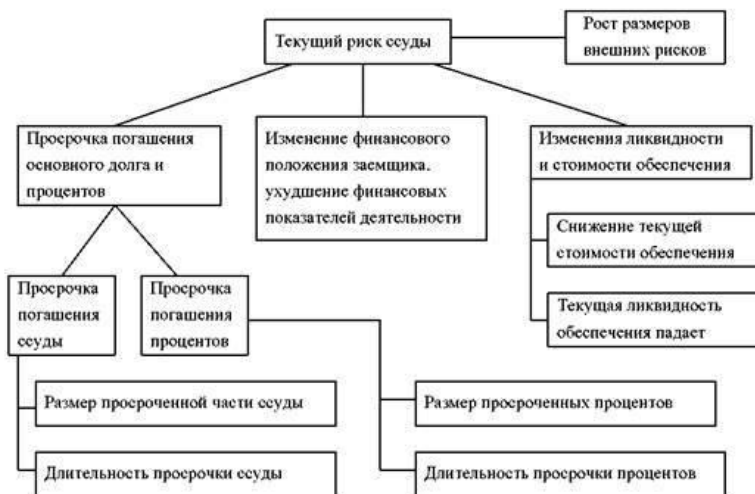 Текущий риск ссуды
Рост размеров
внешних рисков
Просрочка погашения
основного долга и
процентов
Изменение финансового
положения заемщика.
ухудшение финансовых
показателей деятельности
Изменения ликвидности
и стоимости обеспечения
Снижение текущей
стоимости обеспечения
Текущая ликвидность
обеспечения падает
Просрочка
погашения
ссуды
Просрочка
погашения
процентов
Размер просроченной части ссуды
Размер просроченных процентов
Длительность просрочки ссуды
Длительность просрочки процентов